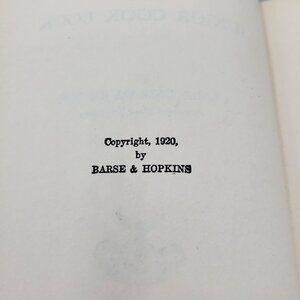 Copyright, 1920,
by
BARSE & HOPKINS